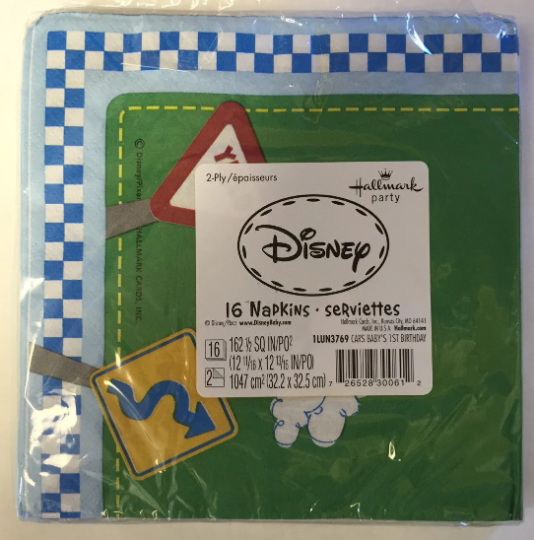 © Disney/Pixar HALLMARK CARDS, INC.
2-Ply/épaisseurs
Hallmark
party
DISNEY
16 NAPKINS • serviettes
© Disney/Pixar www.DisneyBaby.com
Hallmark Cards, Inc., Kansas City, MO 64141
MADE IN U.S.A. Hallmark.com
1LUN3769 CARS BABY'S 1ST BIRTHDAY
16 162 ½ SQ IN/PO²
(12 11/16 x 12 13/16 IN/PO)
2 1047 cm² (32.2 x 32.5 cm)
7 26528 30061 2